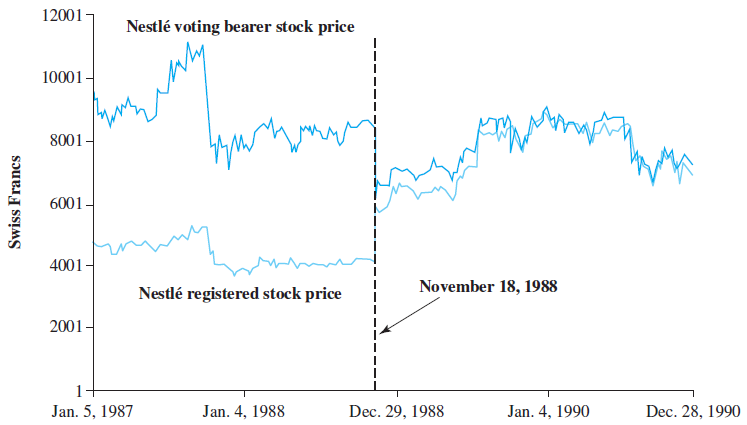 12001
Nestlé voting bearer stock price
10001
8001
Swiss Francs
6001
4001
Nestlé registered stock price
November 18, 1988
2001
1
Jan. 5, 1987
Jan. 4, 1988
Dec. 29, 1988
Jan. 4, 1990
Dec. 28, 1990